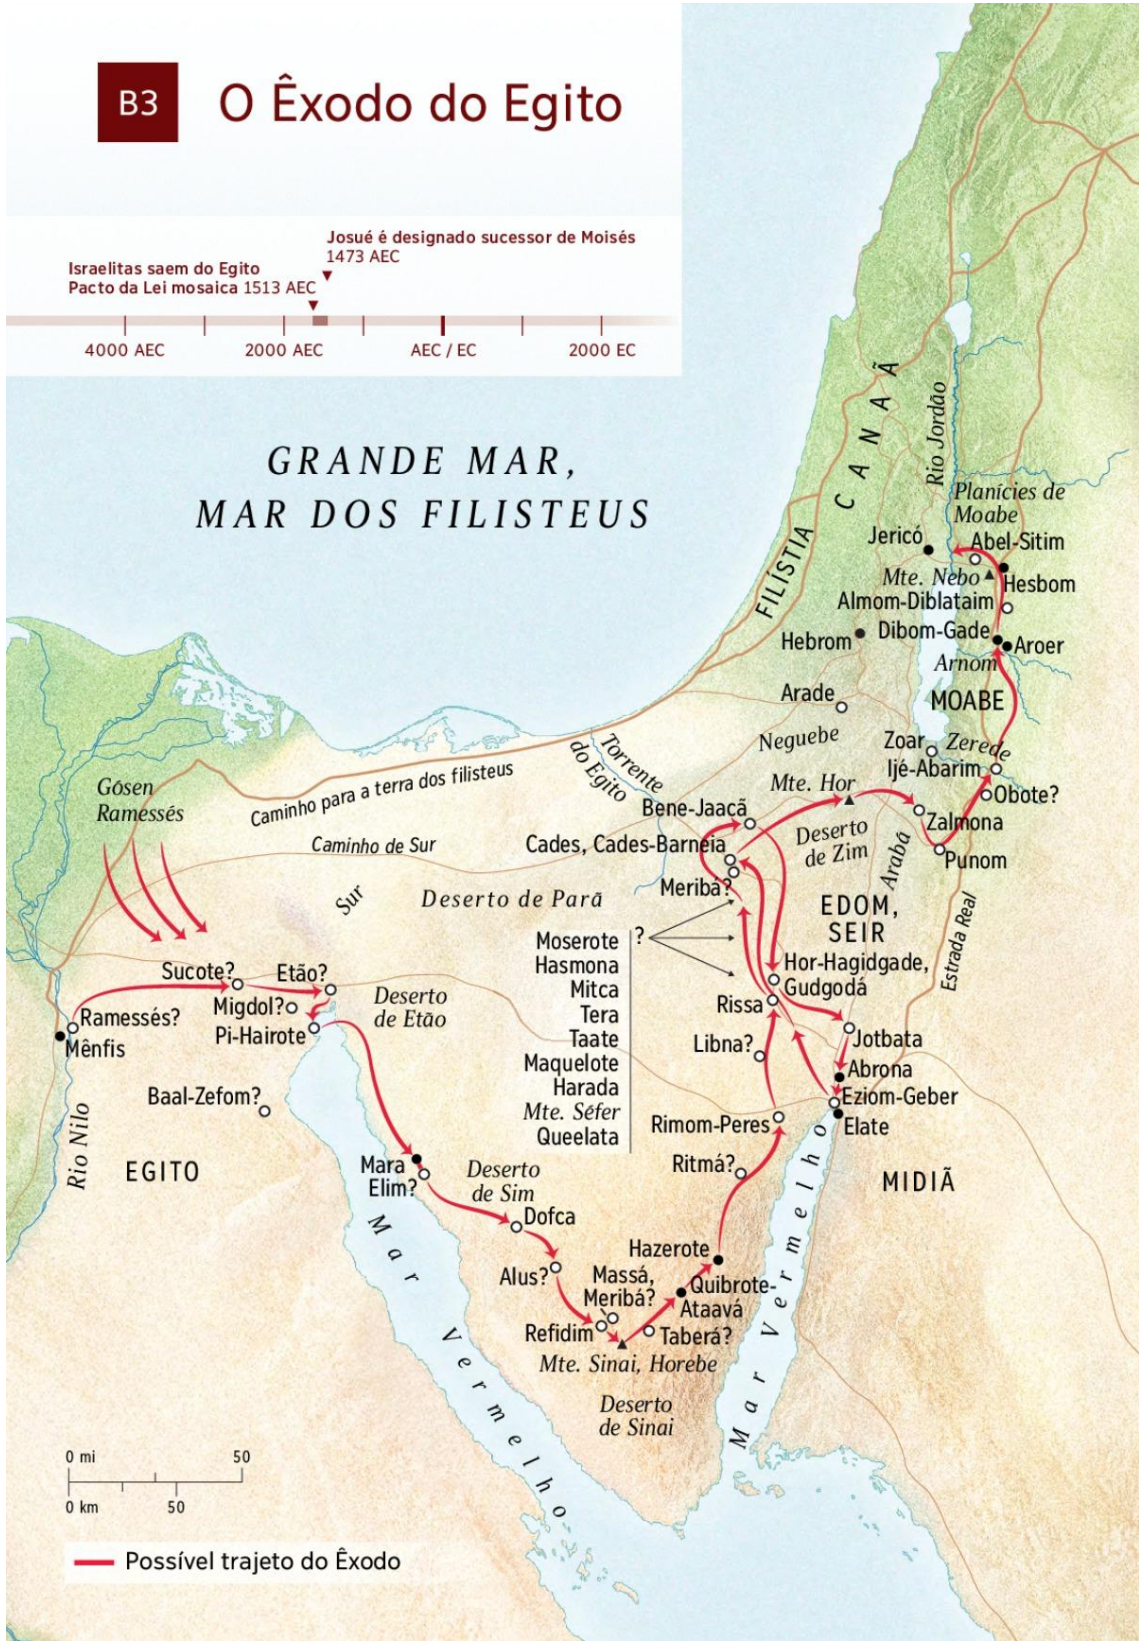 B3
O Êxodo do Egito
Josué é designado sucessor de Moisés
1473 AEC
Israelitas saem do Egito
Pacto da Lei mosaica 1513 AEC
4000 AEC
2000 AEC
AEC / EC
2000 EC
GRANDE MAR,
MAR DOS FILISTEUS
CANAÃ
FILÍSTIA
Rio Jordão
Planícies de
Moabe
Jericó
Abel-Sitim
Mte. Nebo
Hesbom
Almom-Diblataim
Hebrom
Dibom-Gade
Aroer
Arnom
Arade
MOABE
Neguebe
Zoar
Zerede
Ijé-Abarim
Obote?
Torrente
do Egito
Mte. Hor
Gósen
Ramessés
Caminho para a terra dos filisteus
Bene-Jaacã
Zalmona
Caminho de Sur
Cades, Cades-Barneia
Deserto
de Zim
Arabá
Punom
Meribá?
Sur
Deserto de Parã
EDOM,
SEIR
Estrada Real
Moserote
?
Hasmona
Mitca
Tera
Taate
Maquelote
Harada
Mte. Séfer
Queelata
Hor-Hagidgade,
Gudgodá
Sucote?
Etão?
Migdol?
Deserto
de Etão
Rissa
Ramessés?
Pi-Hairote
Mênfis
Libna?
Jotbata
Abrona
Baal-Zefom?
Eziom-Geber
Rimom-Peres
Elate
Rio Nilo
EGITO
Mara
Elim?
Deserto
de Sim
Ritmá?
MIDIÃ
Dofca
Mar Vermelho
Hazerote
Alus?
Massá,
Meribá?
Quibrote-
Ataavá
Refidim
Taberá?
Mte. Sinai, Horebe
Mar Vermelho
Deserto
de Sinai
0 mi
50
0 km
50
Possível trajeto do Êxodo